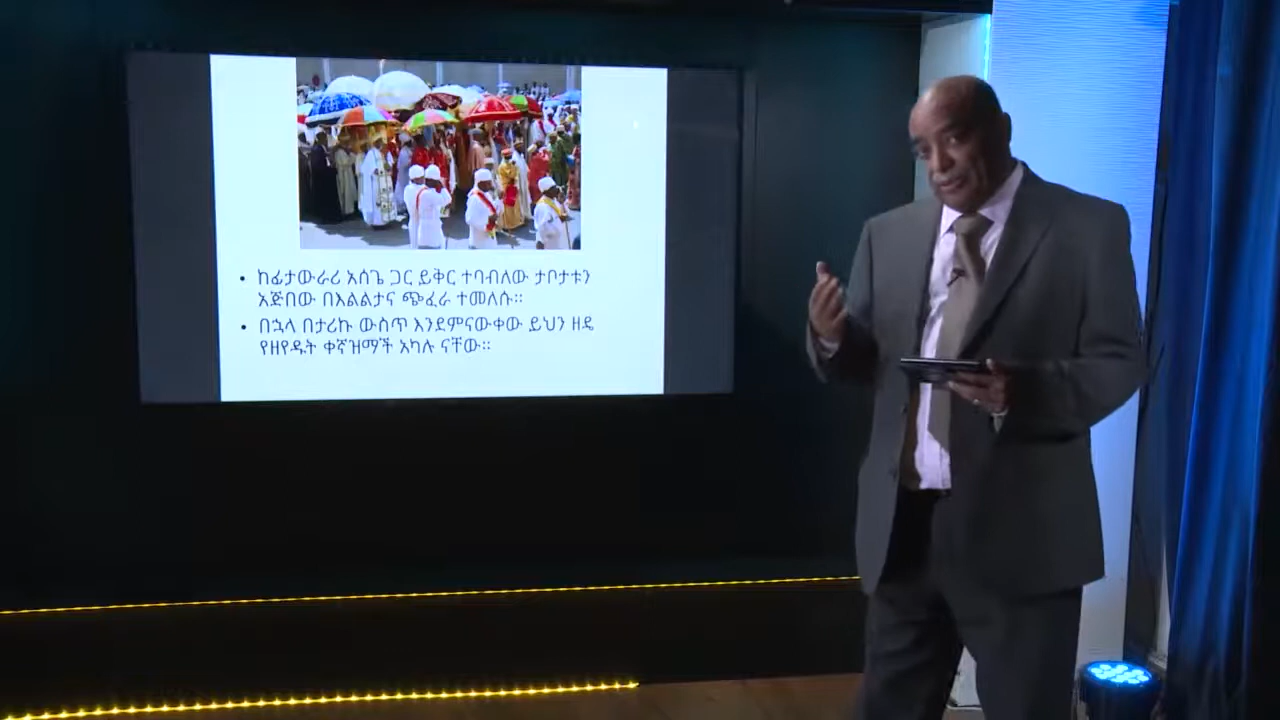 • ከፊታውራሪ አሰጌ ጋር ይቅር ተባብለው ታቦታቱን
አጅበው በእልልታና ጭፈራ ተመለሱ።
• በኋላ በታሪኩ ውስጥ እንደምናውቀው ይህን ዘዴ
የዘየዱት ቀኛዝማች አካሉ ናቸው።